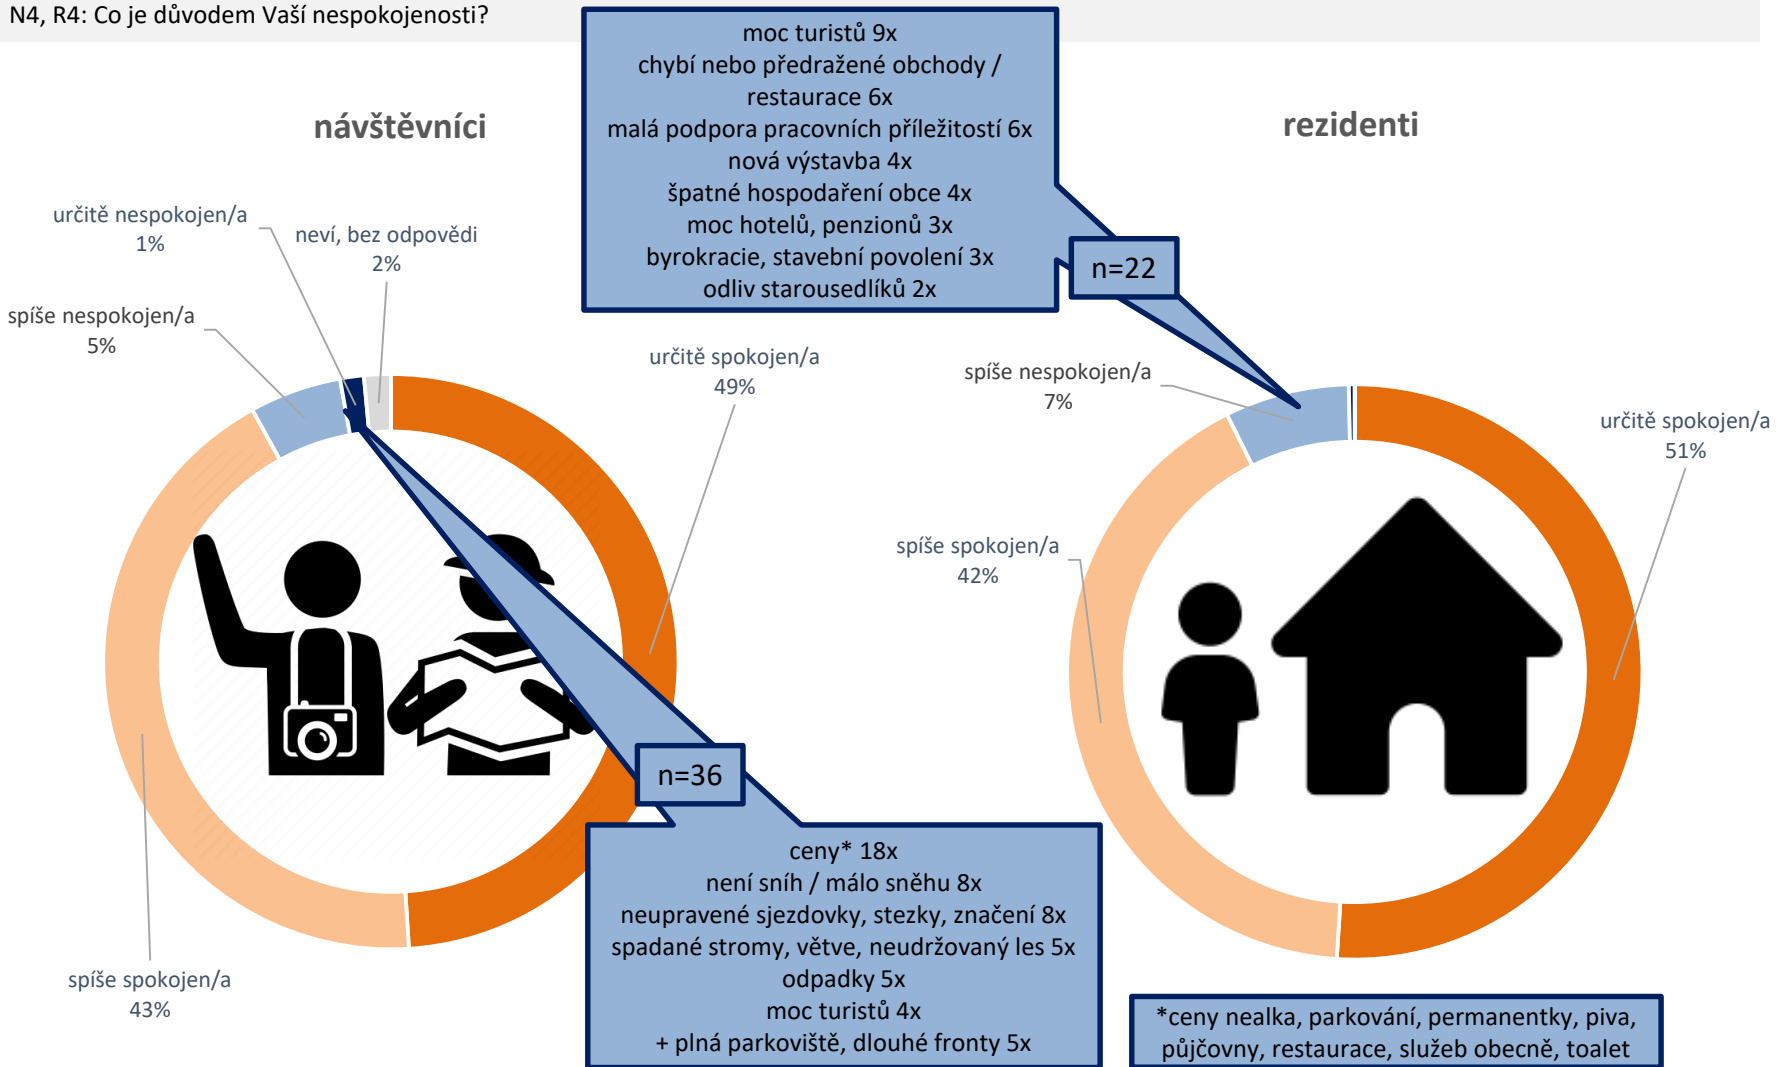 N4, R4: Co je důvodem Vaší nespokojenosti?
moc turistů 9x
chybí nebo předražené obchody /
restaurace 6x
malá podpora pracovních příležitostí 6x
nová výstavba 4x
špatné hospodaření obce 4x
moc hotelů, penzionů 3x
byrokracie, stavební povolení 3x
odliv starousedlíků 2x
n=22
návštěvníci
rezidenti
určitě nespokojen/a
1%
neví, bez odpovědi
2%
spíše nespokojen/a
5%
určitě spokojen/a
49%
spíše spokojen/a
43%
spíše nespokojen/a
7%
určitě spokojen/a
51%
spíše spokojen/a
42%
n=36
ceny* 18x
není sníh / málo sněhu 8x
neupravené sjezdovky, stezky, značení 8x
spadané stromy, větve, neudržovaný les 5x
odpadky 5x
moc turistů 4x
+ plná parkoviště, dlouhé fronty 5x
*ceny nealka, parkování, permanentky, piva,
půjčovny, restaurace, služeb obecně, toalet